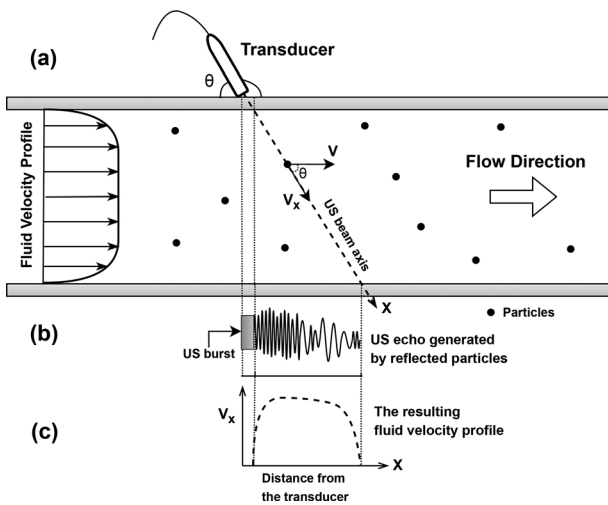 (a)
Transducer
θ
Fluid Velocity Profile
V
θ
Vx
US beam axis
Flow Direction
X
Particles
(b)
US burst
US echo generated
by reflected particles
(c)
Vx
The resulting
fluid velocity profile
X
Distance from
the transducer